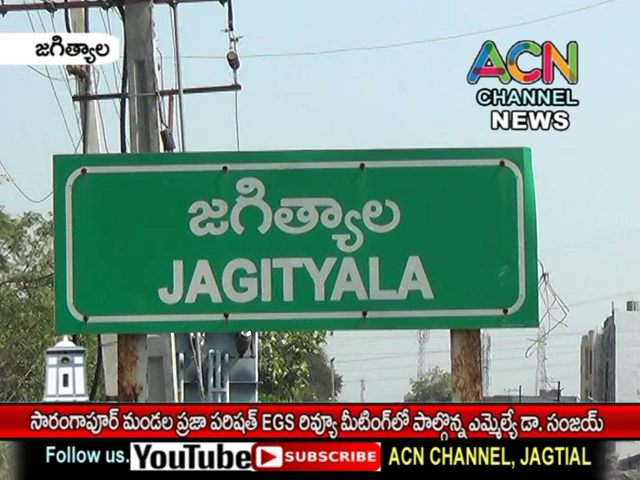 జగిత్యాల
ACN
CHANNEL
NEWS
జగిత్యాల
JAGITYALA
సారంగాపూర్ మండల ప్రజా పరిషత్ EGS రివ్యూ మీటింగ్‌లో పాల్గొన్న ఎమ్మెల్యే డా. సంజయ్
Follow us. YouTube SUBSCRIBE ACN CHANNEL, JAGTIAL